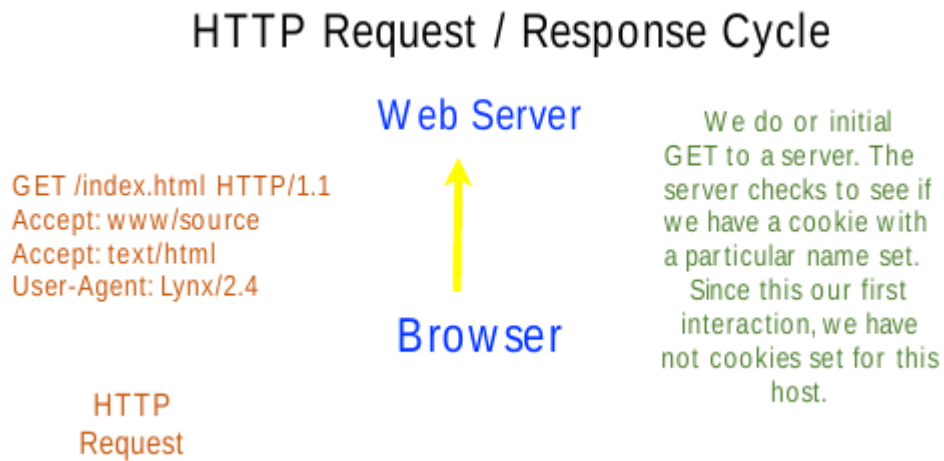 HTTP Request / Response Cycle
Web Server
GET /index.html HTTP/1.1
Accept: www/source
Accept: text/html
User-Agent: Lynx/2.4
Browser
HTTP
Request
We do or initial
GET to a server. The
server checks to see if
we have a cookie with
a particular name set.
Since this our first
interaction, we have
not cookies set for this
host.